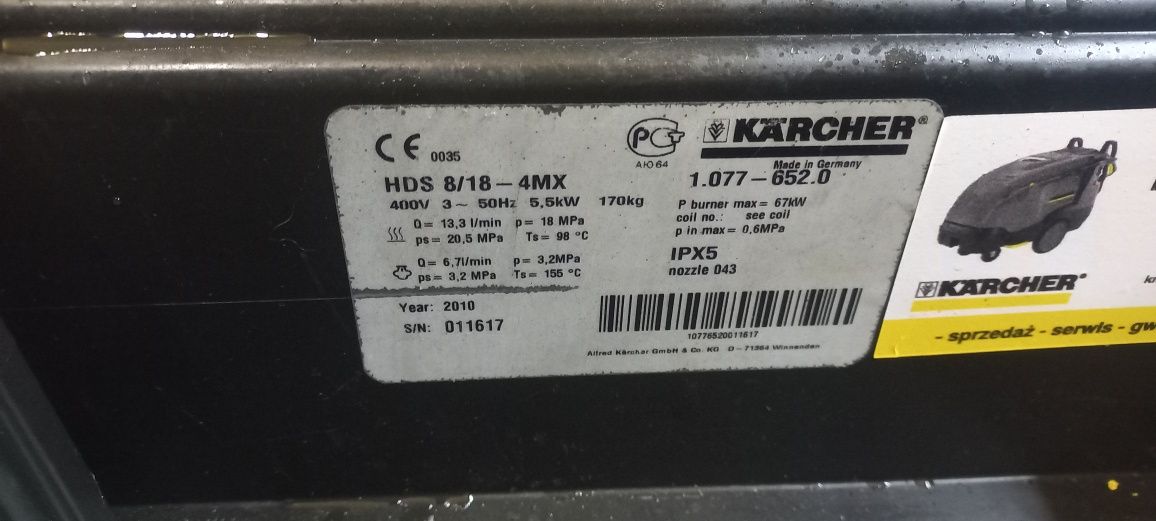 CE 0035
PCT
АЮ64
KÄRCHER®
Made in Germany
HDS 8/18-4MX
1.077-652.0
400V 3~ 50Hz 5,5kW 170kg
Q= 13,3 l/min p= 18 MPa
ps= 20,5 MPa Ts= 98 °C
Q= 6,7l/min p= 3,2MPa
ps= 3,2 MPa Ts= 155 °C
P burner max= 67kW
coil no.: see coil
p in max= 0,6MPa
IPX5
nozzle 043
Year: 2010
S/N: 011617
10776520011617
Alfred Kärcher GmbH & Co. KG D-71364 Winnenden
KÄRCHER®
- sprzedaż - serwis - gw